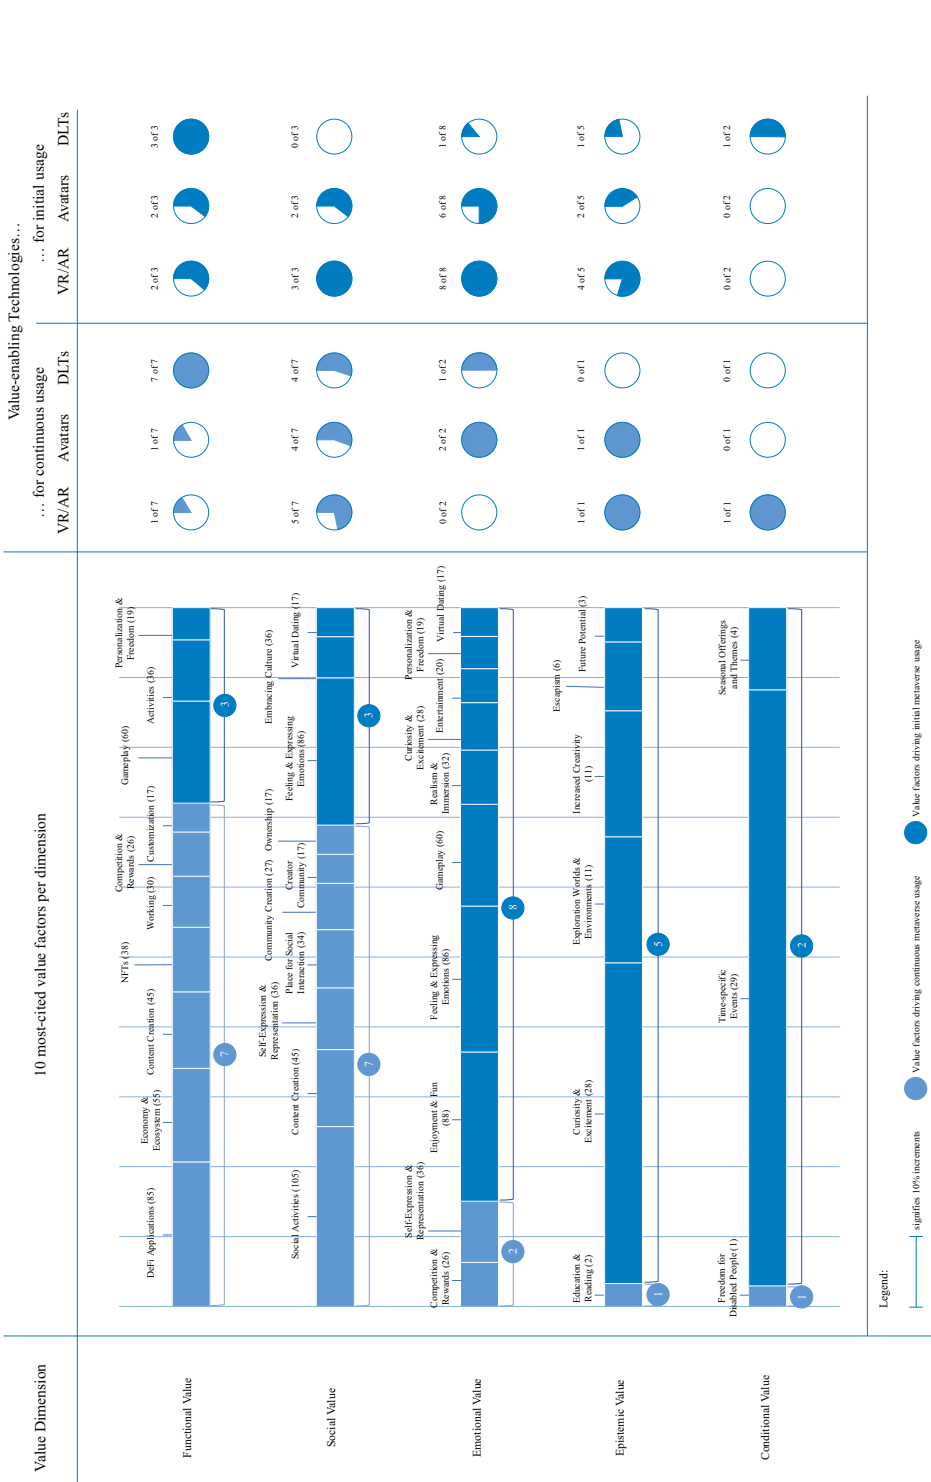 Value-enabling Technologies…
Value Dimension
10 most-cited value factors per dimension
… for continuous usage
… for initial usage
VR/AR
Avatars
DLTs
VR/AR
Avatars
DLTs
Functional Value
DeFi Applications (85)
Economy &
Ecosystem (55)
Content Creation (45)
NFTs (38)
Working (30)
Competition &
Rewards (26)
Customization (17)
Gameplay (60)
Activities (36)
Personalization &
Freedom (19)
7
3
1 of 7
1 of 7
7 of 7
2 of 3
2 of 3
3 of 3
Social Value
Social Activities (105)
Content Creation (45)
Self-Expression &
Representation (36)
Place for Social
Interaction (34)
Community Creation (27)
Creator
Community (17)
Ownership (17)
Feeling & Expressing
Emotions (86)
Embracing Culture (36)
Virtual Dating (17)
7
3
5 of 7
4 of 7
4 of 7
3 of 3
2 of 3
0 of 3
Emotional Value
Competition &
Rewards (26)
Self-Expression &
Representation (36)
Enjoyment & Fun
(88)
Feeling & Expressing
Emotions (86)
Gameplay (60)
Realism &
Immersion (32)
Curiosity &
Excitement (28)
Entertainment (20)
Personalization &
Freedom (19)
Virtual Dating (17)
2
8
0 of 2
2 of 2
1 of 2
8 of 8
6 of 8
1 of 8
Epistemic Value
Education &
Reading (2)
Curiosity &
Excitement (28)
Exploration Worlds &
Environments (11)
Increased Creativity
(11)
Escapism (6)
Future Potential (3)
1
5
1 of 1
1 of 1
0 of 1
4 of 5
2 of 5
1 of 5
Conditional Value
Freedom for
Disabled People (1)
Time-specific
Events (29)
Seasonal Offerings
and Themes (4)
1
2
1 of 1
0 of 1
0 of 1
0 of 2
0 of 2
1 of 2
Legend:
signifies 10% increments
Value factors driving continuous metaverse usage
Value factors driving initial metaverse usage